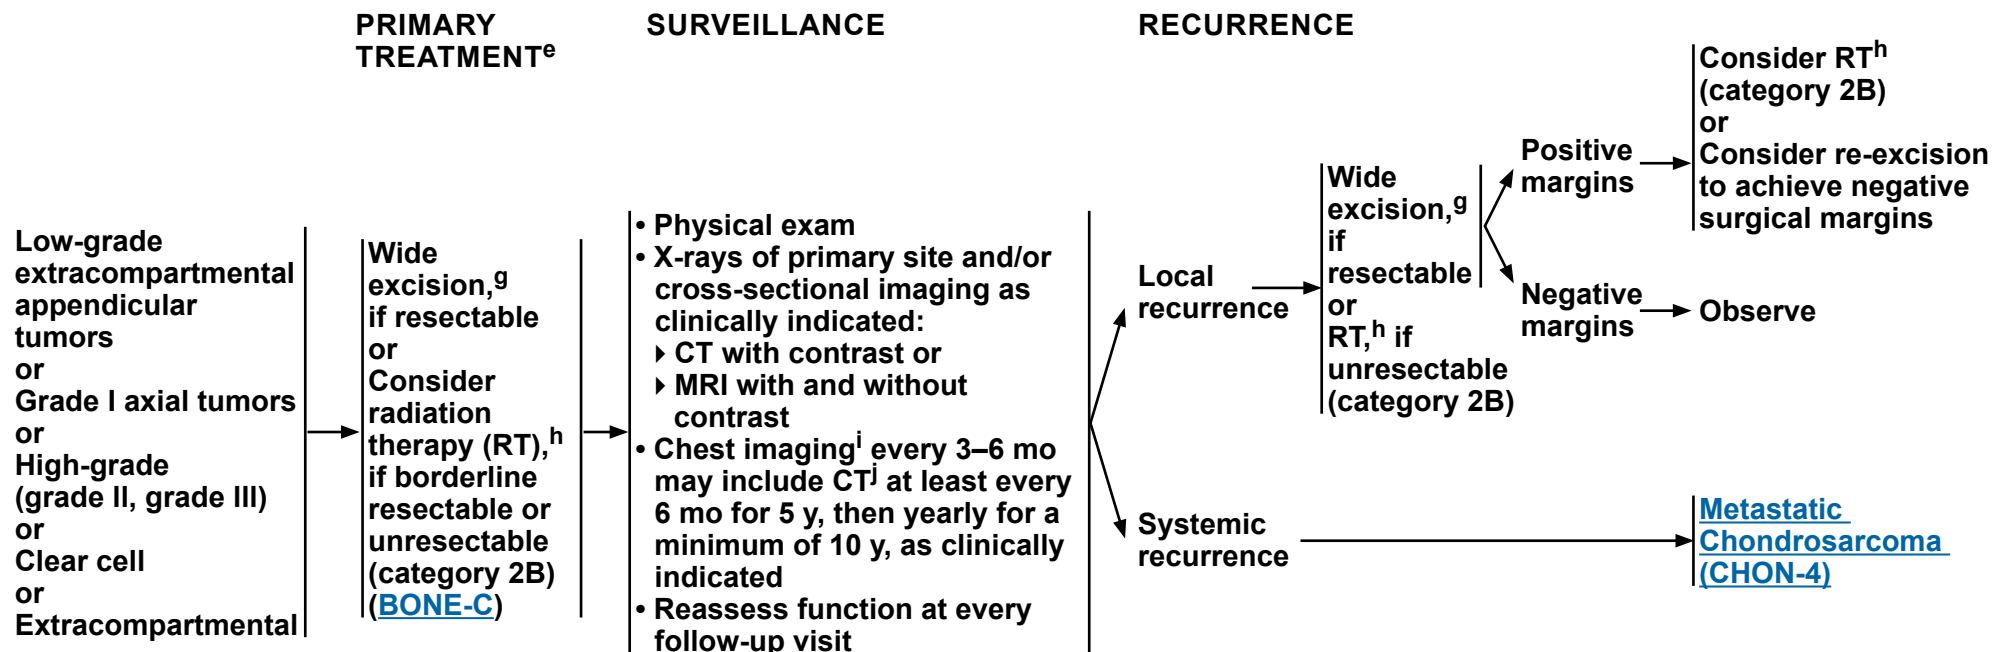 PRIMARY
TREATMENTe
SURVEILLANCE
RECURRENCE
Low-grade
extracompartmental
appendicular
tumors
or
Grade I axial tumors
or
High-grade
(grade II, grade III)
or
Clear cell
or
Extracompartmental
Wide
excision,g
if resectable
or
Consider
radiation
therapy (RT),h
if borderline
resectable or
unresectable
(category 2B)
(BONE-C)
• Physical exam
• X-rays of primary site and/or
cross-sectional imaging as
clinically indicated:
CT with contrast or
MRI with and without
contrast
• Chest imagingi every 3–6 mo
may include CTj at least every
6 mo for 5 y, then yearly for a
minimum of 10 y, as clinically
indicated
• Reassess function at every
follow-up visit
Local
recurrence
Wide
excision,g
if
resectable
or
RT,h if
unresectable
(category 2B)
Positive
margins
Consider RTh
(category 2B)
or
Consider re-excision
to achieve negative
surgical margins
Negative
margins
Observe
Systemic
recurrence
Metastatic
Chondrosarcoma
(CHON-4)